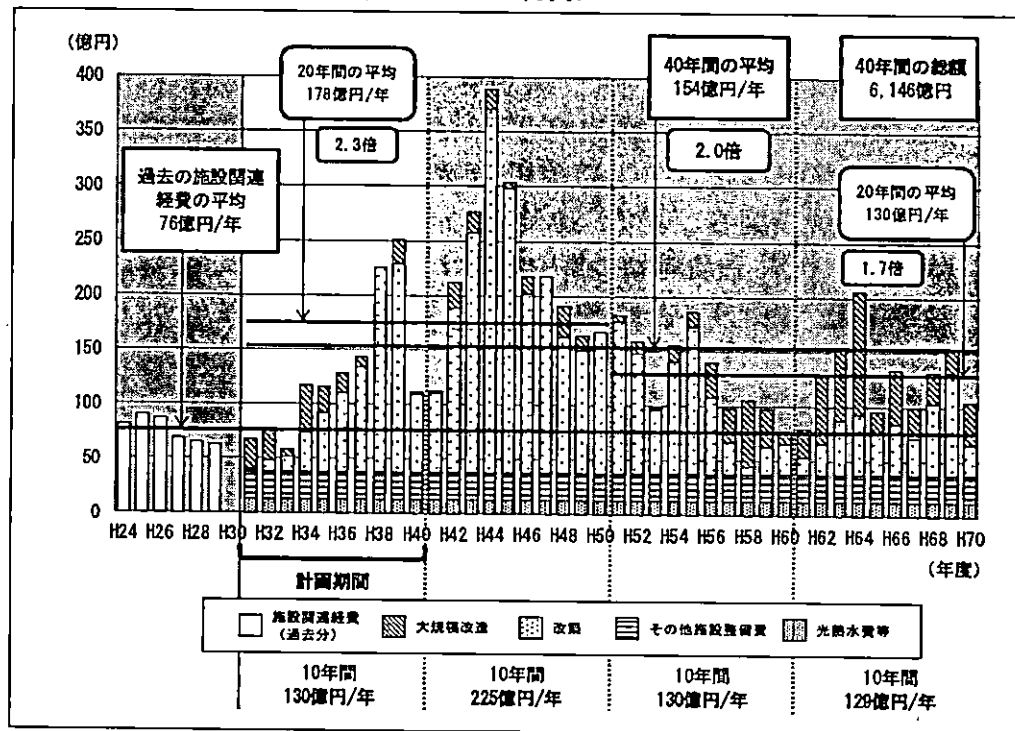 (億円)
400
350
300
250
200
150
100
50
0
20年間の平均
178億円/年
2.3倍
過去の施設関連
経費の平均
76億円/年
40年間の平均
154億円/年
2.0倍
40年間の総額
6,146億円
20年間の平均
130億円/年
1.7倍
H24 H26 H28 H30 H32 H34 H36 H38 H40 H42 H44 H46 H48 H50 H52 H54 H56 H58 H60 H62 H64 H66 H68 H70
(年度)
計画期間
施設関連経費
(過去分)
大規模改造
改築
その他施設整備費
光熱水費等
10年間
130億円/年
10年間
225億円/年
10年間
130億円/年
10年間
129億円/年